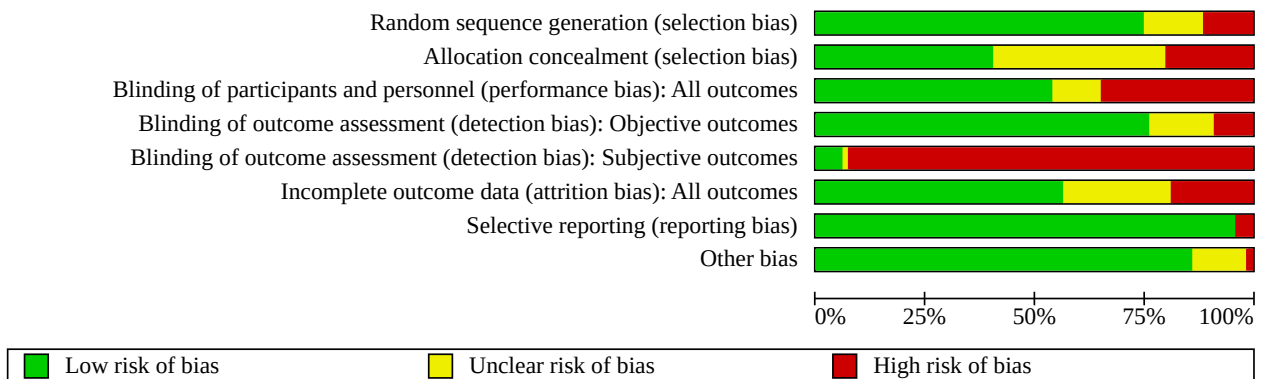 Random sequence generation (selection bias)
Allocation concealment (selection bias)
Blinding of participants and personnel (performance bias): All outcomes
Blinding of outcome assessment (detection bias): Objective outcomes
Blinding of outcome assessment (detection bias): Subjective outcomes
Incomplete outcome data (attrition bias): All outcomes
Selective reporting (reporting bias)
Other bias
0% 25% 50% 75% 100%
Low risk of bias Unclear risk of bias High risk of bias